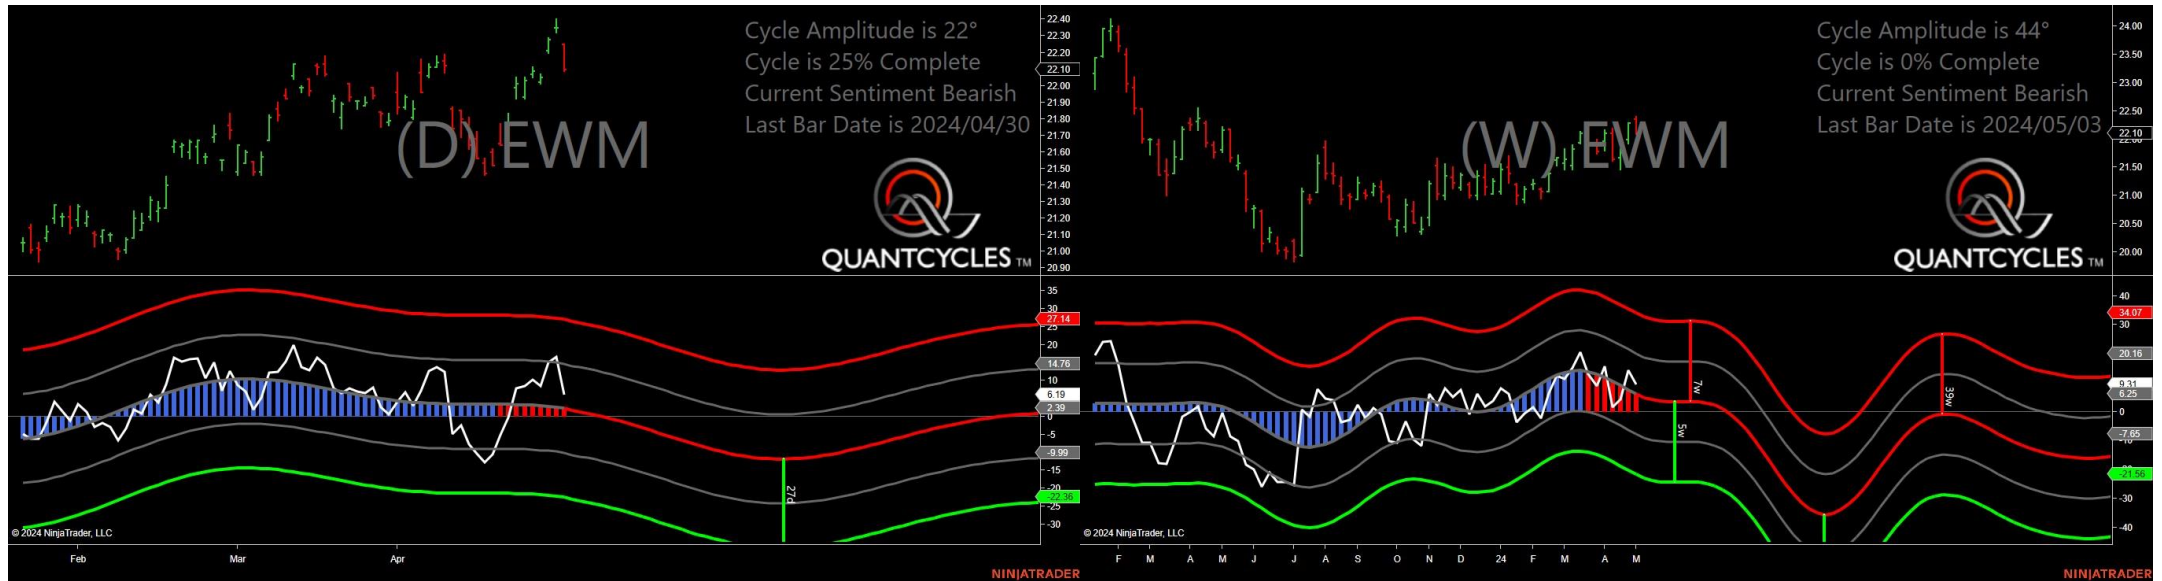 Cycle Amplitude is 22°
Cycle is 25% Complete
Current Sentiment Bearish
Last Bar Date is 2024/04/30
(D) EWM
QUANTCYCLES TM
22.40
22.30
22.20
22.10
22.00
21.90
21.80
21.70
21.60
21.50
21.40
21.30
21.20
21.10
21.00
20.90
35
27.14
25
20
14.76
10
6.19
2.39
0
-5
-9.99
-15
-20
-22.36
-25
-30
27d
© 2024 NinjaTrader, LLC
Feb
Mar
Apr
NINJATRADER
Cycle Amplitude is 44°
Cycle is 0% Complete
Current Sentiment Bearish
Last Bar Date is 2024/05/03
(W) EWM
QUANTCYCLES TM
24.00
23.50
23.00
22.50
22.10
22.00
21.50
21.00
20.50
20.00
40
34.07
30
20.16
9.31
6.25
0
-7.65
-21.56
-30
-40
7w
5w
39w
© 2024 NinjaTrader, LLC
F M A M J J A S O N D 24 F M A M
NINJATRADER